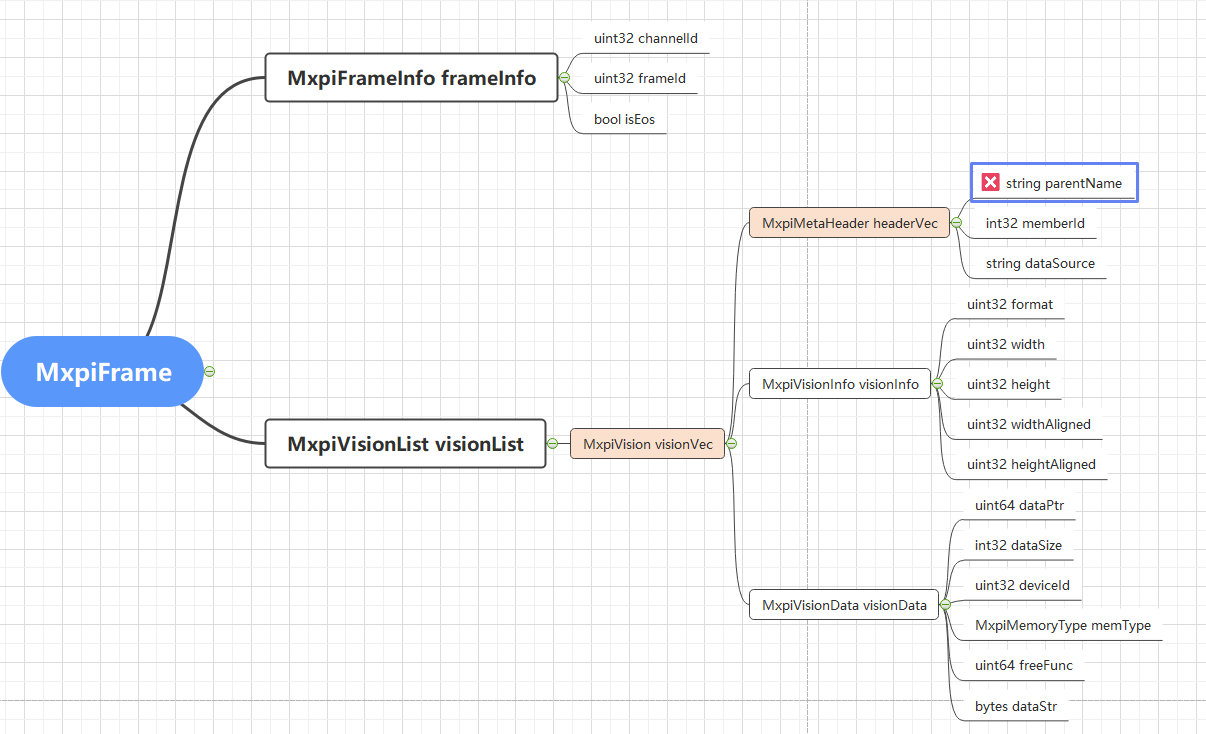 uint32 channelId
MxpiFrameInfo frameInfo
uint32 frameId
bool isEos
string parentName
MxpiMetaHeader headerVec
int32 memberId
string dataSource
uint32 format
uint32 width
MxpiFrame
MxpiVisionInfo visionInfo
uint32 height
uint32 widthAligned
MxpiVisionList visionList
MxpiVision visionVec
uint32 heightAligned
uint64 dataPtr
int32 dataSize
uint32 deviceId
MxpiVisionData visionData
MxpiMemoryType memType
uint64 freeFunc
bytes dataStr